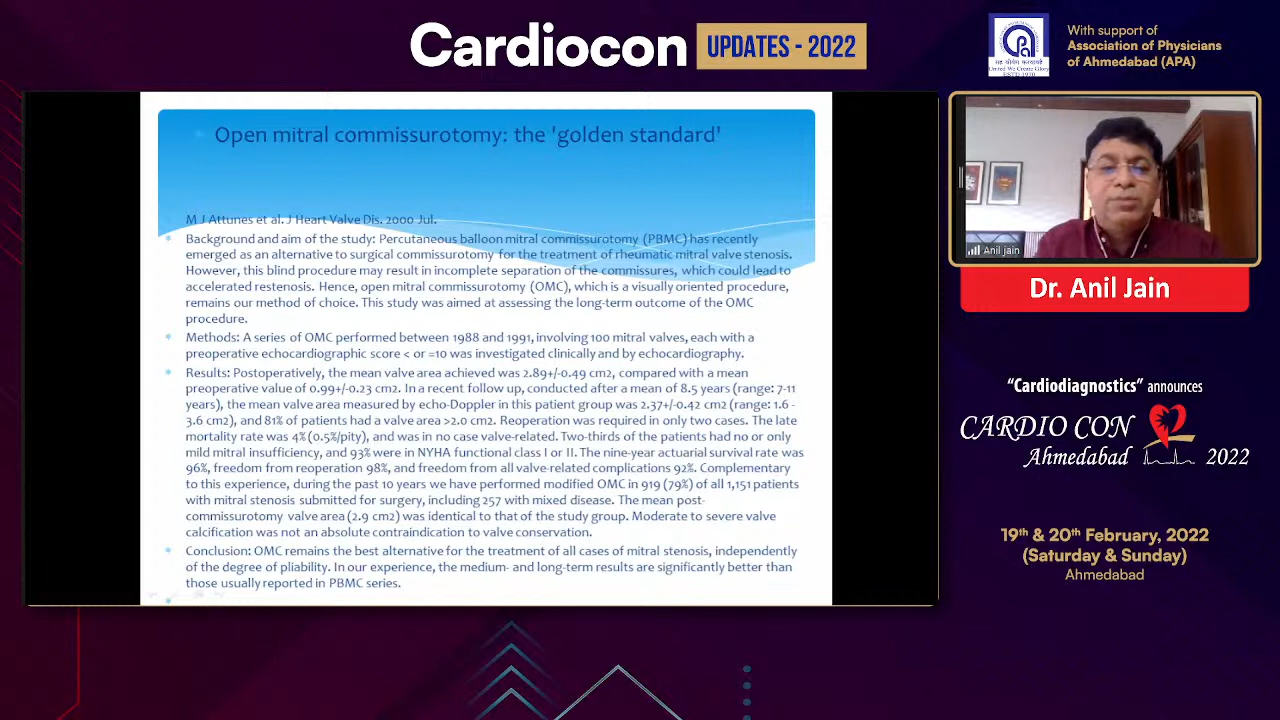 Cardiocon
UPDATES - 2022
With support of
Association of Physicians
of Ahmedabad (APA)
United We Create Glory
ESTD 1970
Open mitral commissurotomy: the 'golden standard'
M J Attunes et al. J Heart Valve Dis. 2000 Jul.
Background and aim of the study: Percutaneous balloon mitral commissurotomy (PBMC) has recently
emerged as an alternative to surgical commissurotomy for the treatment of rheumatic mitral valve stenosis.
However, this blind procedure may result in incomplete separation of the commissures, which could lead to
accelerated restenosis. Hence, open mitral commissurotomy (OMC), which is a visually oriented procedure,
remains our method of choice. This study was aimed at assessing the long-term outcome of the OMC
procedure.
Methods: A series of OMC performed between 1988 and 1991, involving 100 mitral valves, each with a
preoperative echocardiographic score < or =10 was investigated clinically and by echocardiography.
Results: Postoperatively, the mean valve area achieved was 2.89+/-0.49 cm2, compared with a mean
preoperative value of 0.99+/-0.23 cm2. In a recent follow up, conducted after a mean of 8.5 years (range: 7-11
years), the mean valve area measured by echo-Doppler in this patient group was 2.37+/-0.42 cm2 (range: 1.6 -
3.6 cm2), and 81% of patients had a valve area >2.0 cm2. Reoperation was required in only two cases. The late
mortality rate was 4% (0.5%/pity), and was in no case valve-related. Two-thirds of the patients had no or only
mild mitral insufficiency, and 93% were in NYHA functional class I or II. The nine-year actuarial survival rate was
96%, freedom from reoperation 98%, and freedom from all valve-related complications 92%. Complementary
to this experience, during the past 10 years we have performed modified OMC in 919 (79%) of all 1,151 patients
with mitral stenosis submitted for surgery, including 257 with mixed disease. The mean post-
commissurotomy valve area (2.9 cm2) was identical to that of the study group. Moderate to severe valve
calcification was not an absolute contraindication to valve conservation.
Conclusion: OMC remains the best alternative for the treatment of all cases of mitral stenosis, independently
of the degree of pliability. In our experience, the medium- and long-term results are significantly better than
those usually reported in PBMC series.
Anil jain
Dr. Anil Jain
“Cardiodiagnostics” announces
CARDIO CON
Ahmedabad 2022
19th & 20th February, 2022
(Saturday & Sunday)
Ahmedabad